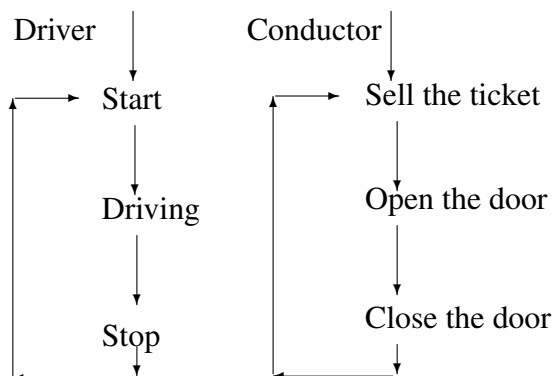 Driver
Conductor
Start
Sell the ticket
Driving
Open the door
Stop
Close the door